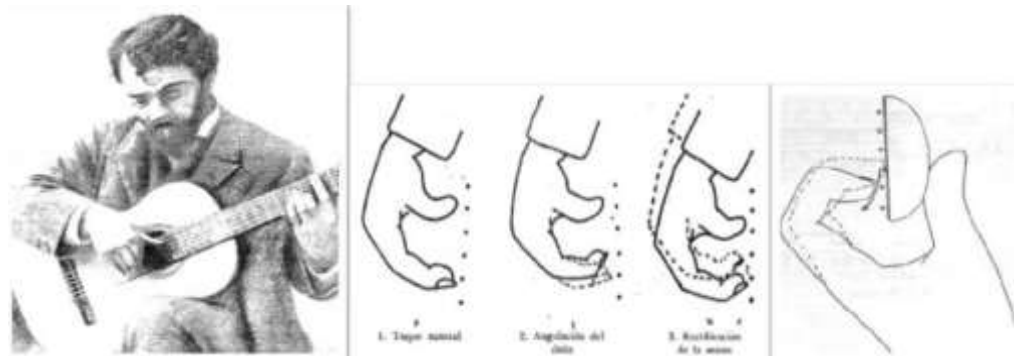 1. Toque natural
2. Angulación del
dedo
3. Rectificación
de la mano